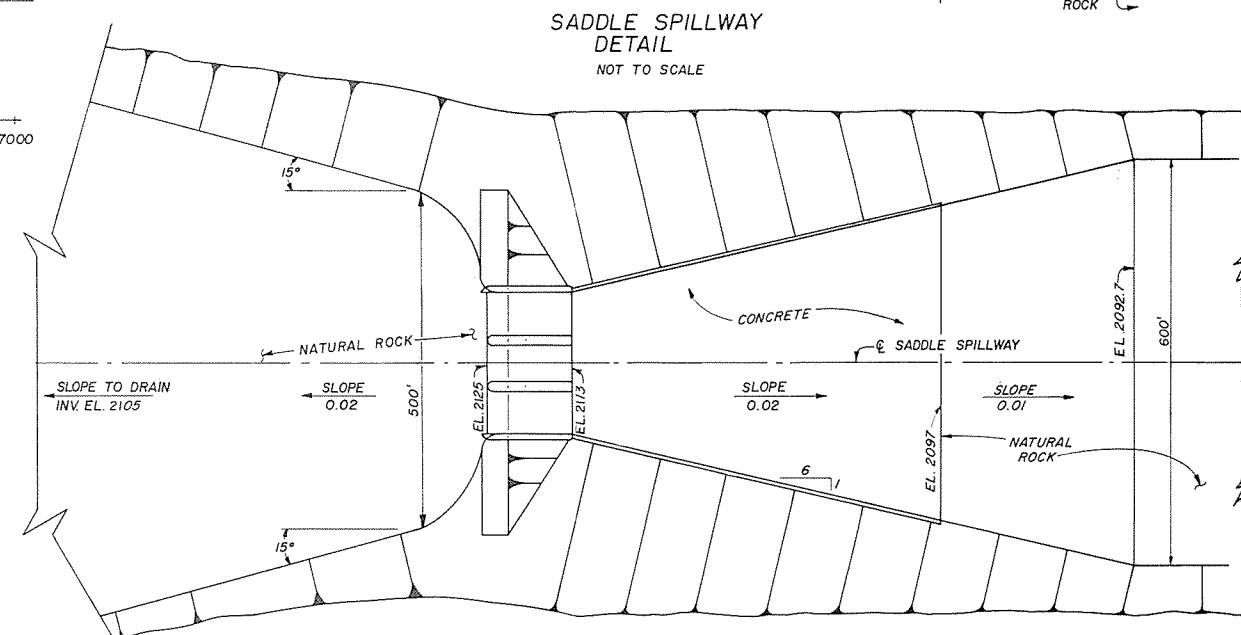 ROCK
SADDLE SPILLWAY
DETAIL
NOT TO SCALE
7000
15°
CONCRETE
NATURAL ROCK
℄ SADDLE SPILLWAY
EL. 2092.7
600'
SLOPE TO DRAIN
INV. EL. 2105
SLOPE
0.02
500'
EL. 2125
EL. 2113
SLOPE
0.02
SLOPE
0.01
EL. 2097
NATURAL
ROCK
6
1
15°